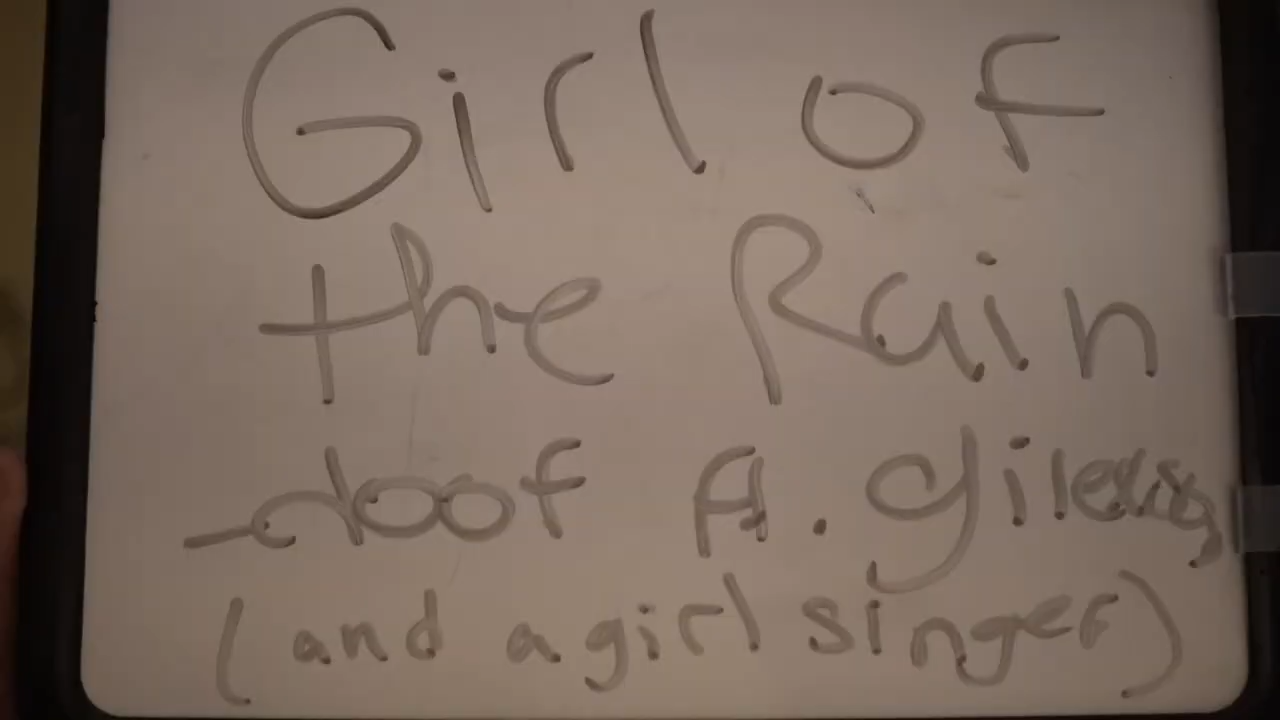 Girl of
the Rain
-doof A.
(and a girl singer)